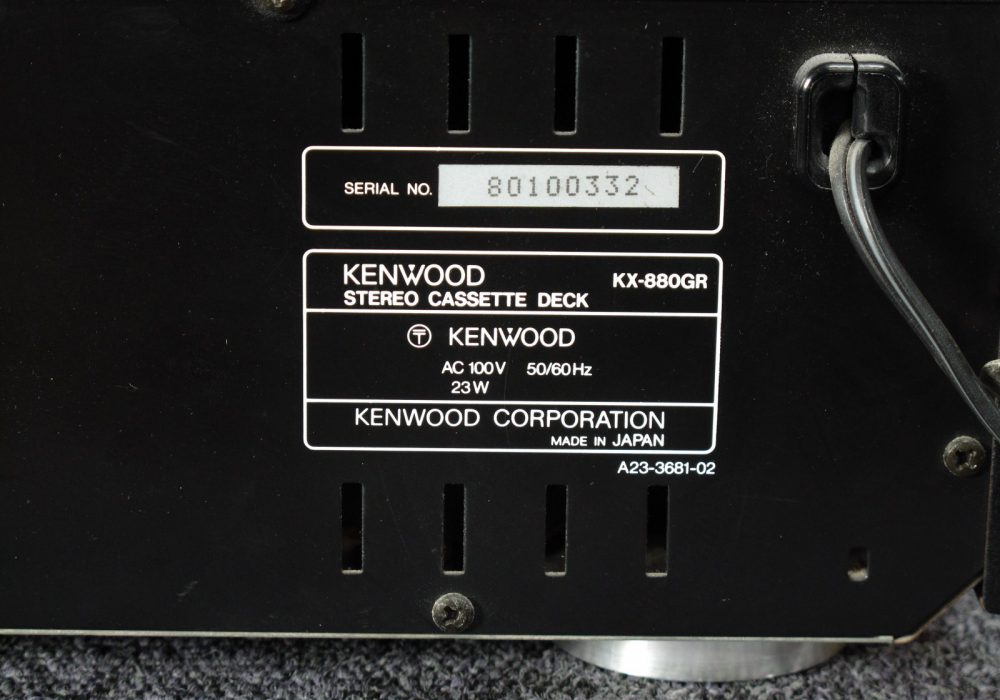 SERIAL NO. 80100332
KENWOOD KX-880GR
STEREO CASSETTE DECK
〒 KENWOOD
AC 100V 50/60Hz
23W
KENWOOD CORPORATION
MADE IN JAPAN
A23-3681-02